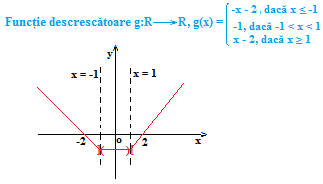 -x - 2 , dacă x ≤ -1
Funcție descrescătoare g:R⟶R, g(x) = { -1, dacă -1 < x < 1
x - 2, dacă x ≥ 1
y
x = -1 x = 1
-2 o 2 x